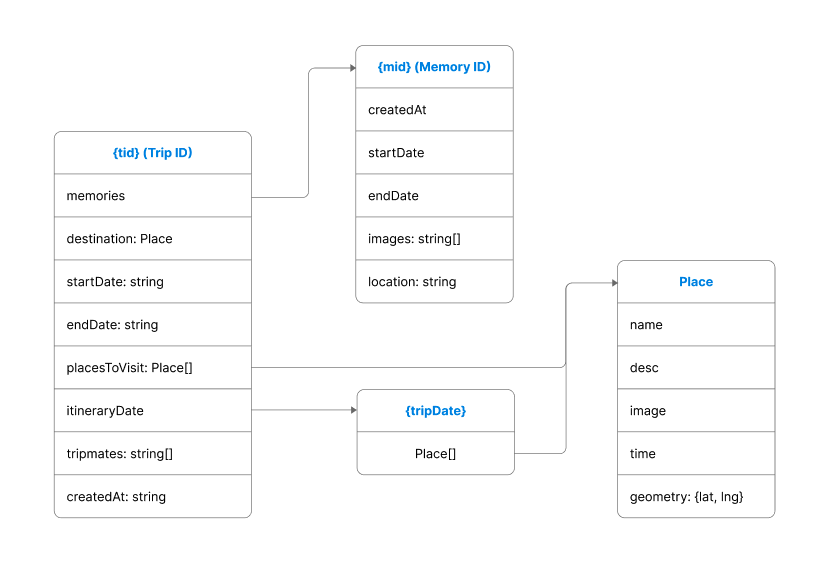 {mid} (Memory ID)
createdAt
startDate
endDate
images: string[]
location: string
{tid} (Trip ID)
memories
destination: Place
startDate: string
endDate: string
placesToVisit: Place[]
itineraryDate
tripmates: string[]
createdAt: string
{tripDate}
Place[]
Place
name
desc
image
time
geometry: {lat, lng}